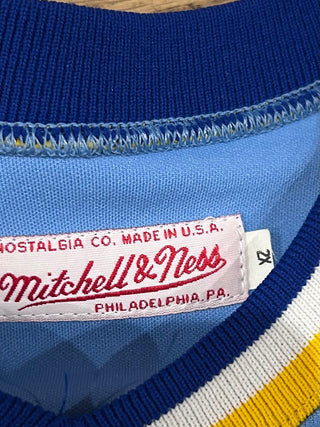 NOSTALGIA CO. MADE IN U.S.A.
Mitchell & Ness
PHILADELPHIA, PA.
XL